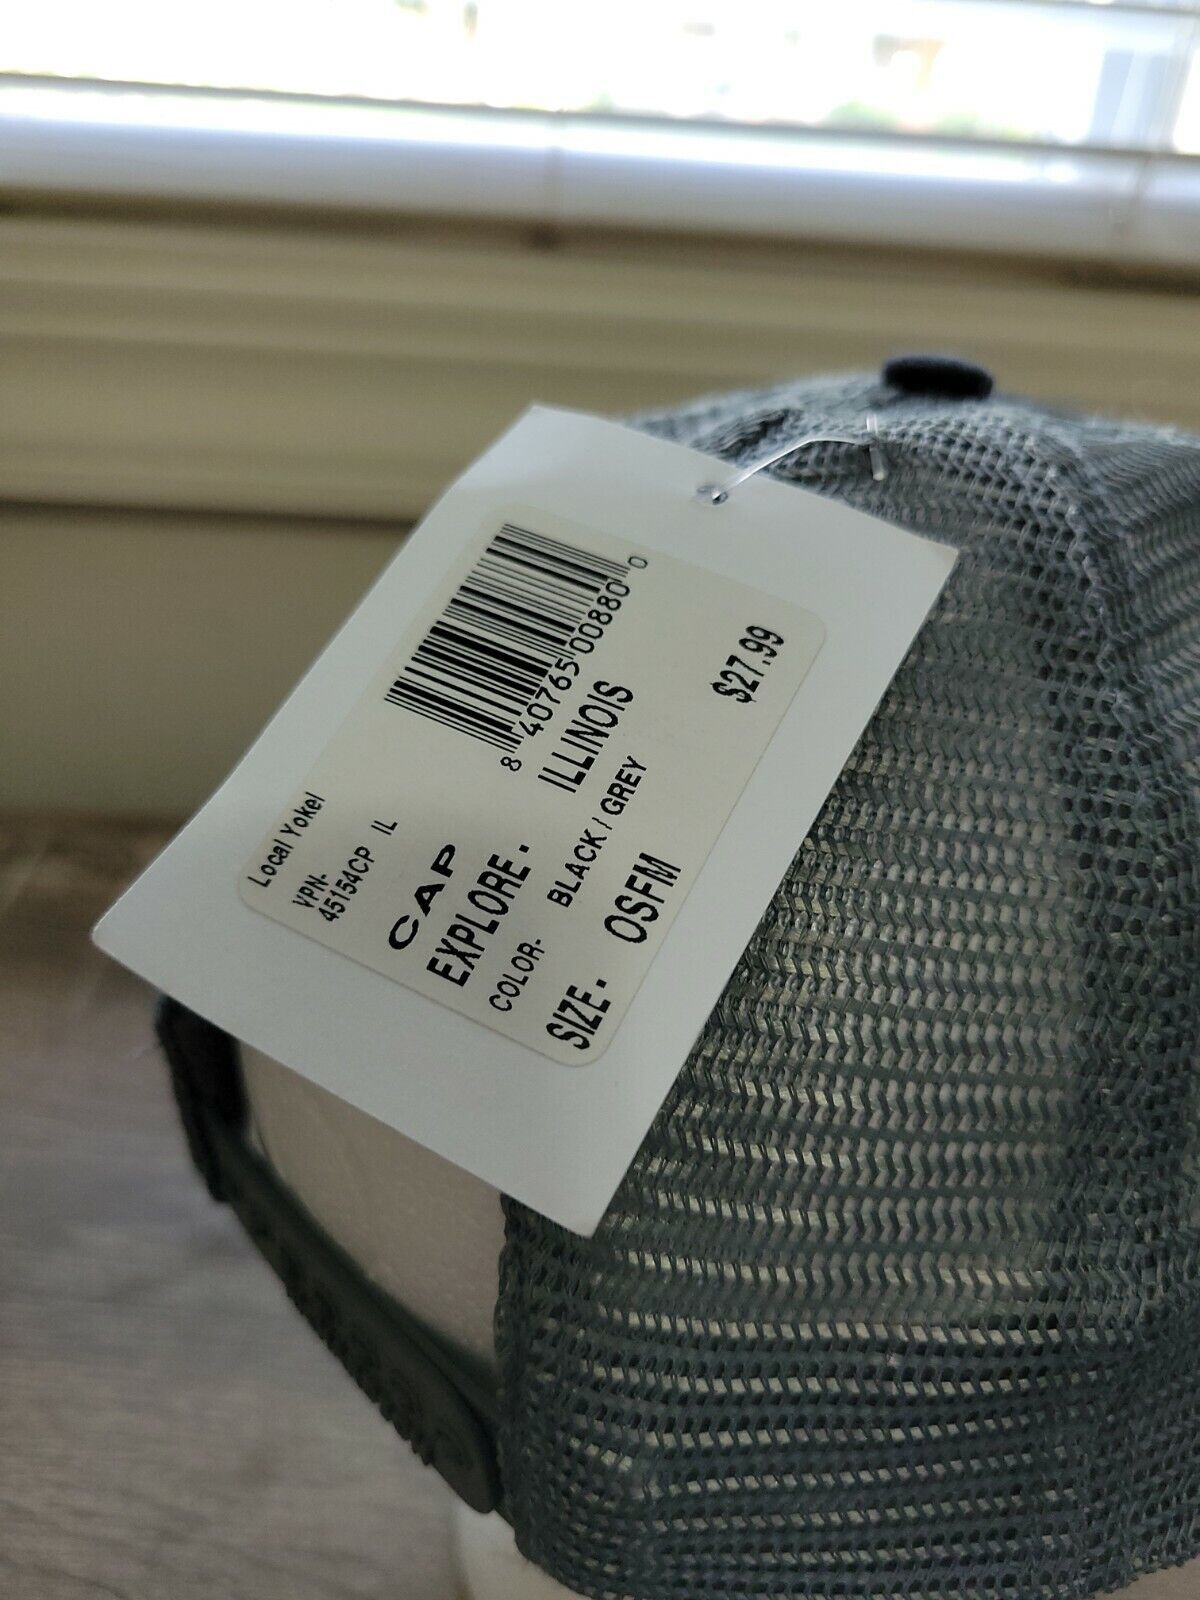 Local Yokel
VPN-
45154CP IL
8 40765 00880 0
CAP
EXPLORE - ILLINOIS
COLOR- BLACK / GREY
SIZE - OSFM $27.99